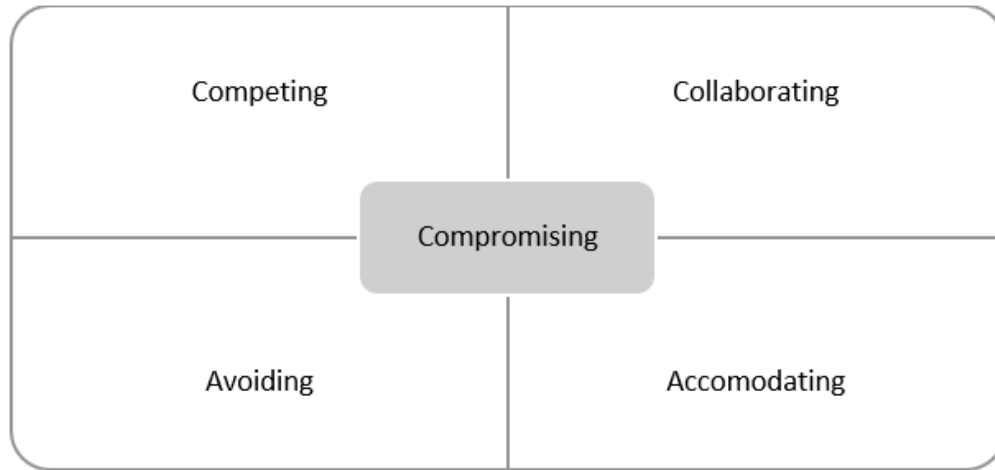 Competing
Collaborating
Compromising
Avoiding
Accomodating